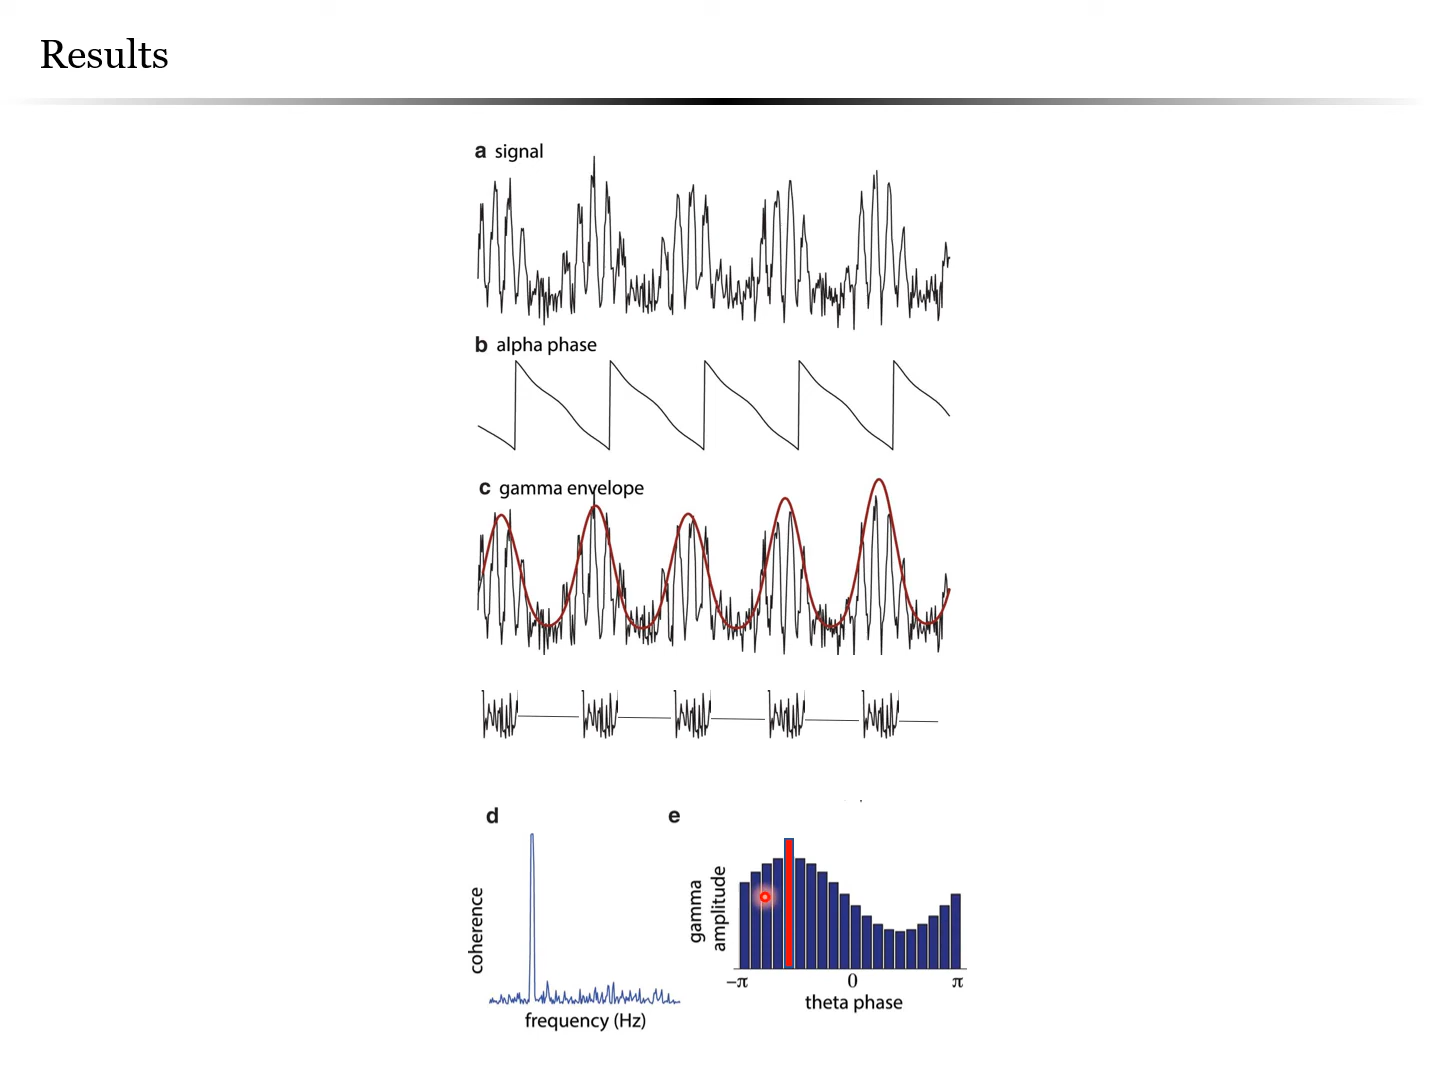 Results
a signal
b alpha phase
c gamma envelope
d
e
coherence
frequency (Hz)
gamma
amplitude
−π
0
π
theta phase